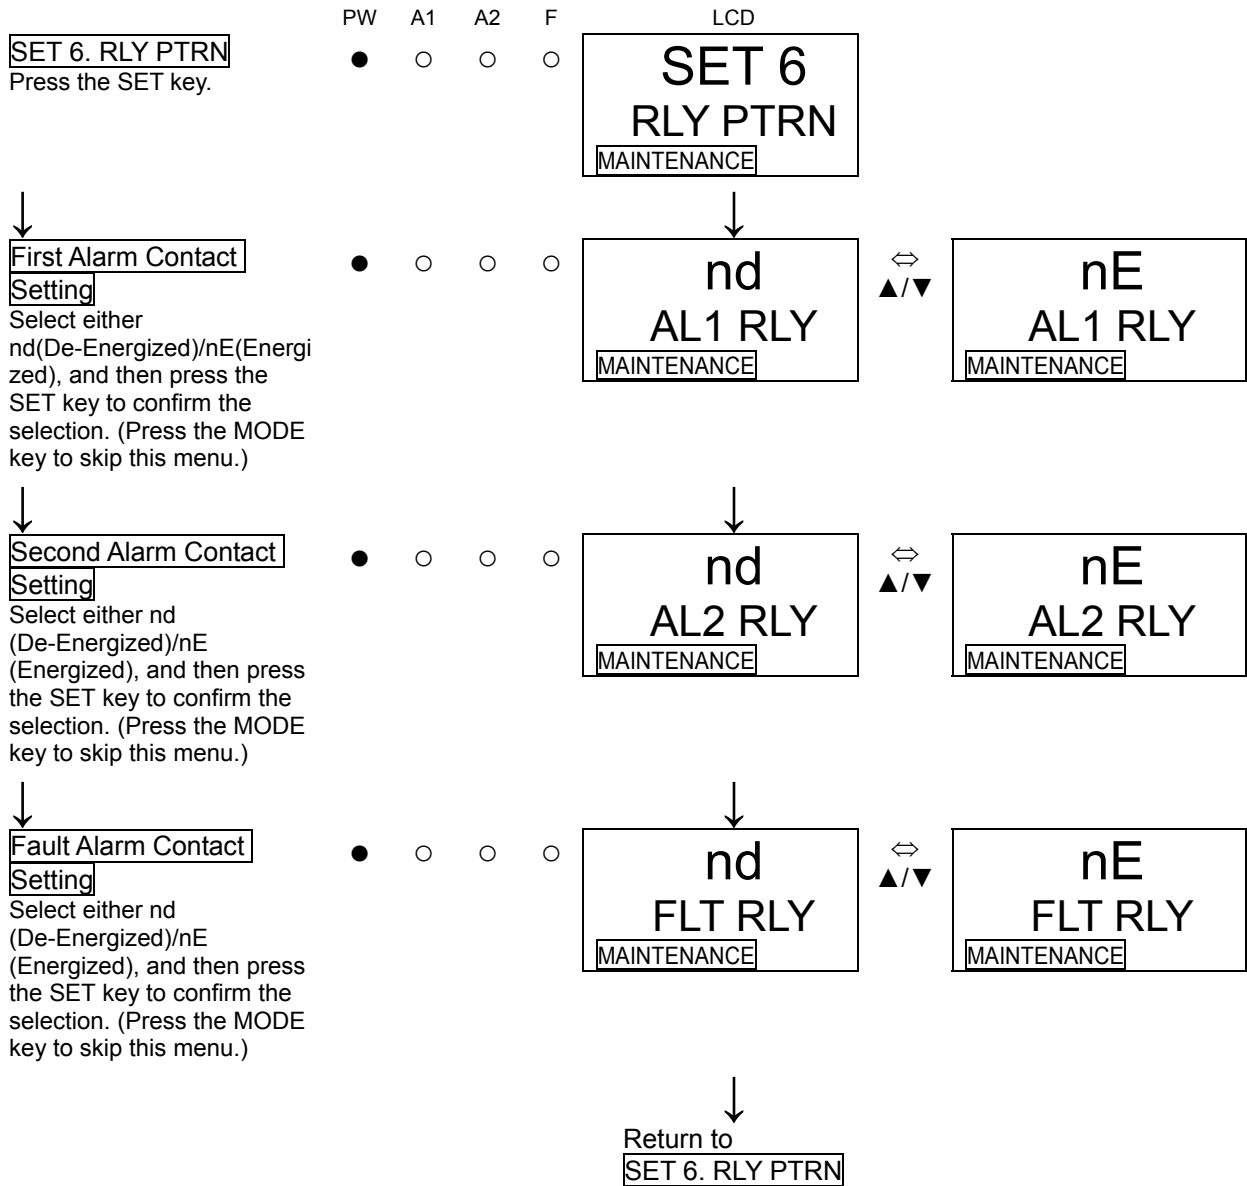 PW A1 A2 F LCD
SET 6. RLY PTRN
Press the SET key.
● ○ ○ ○
SET 6
RLY PTRN
MAINTENANCE
↓ ↓
First Alarm Contact
Setting
Select either
nd(De-Energized)/nE(Energi
zed), and then press the
SET key to confirm the
selection. (Press the MODE
key to skip this menu.)
● ○ ○ ○
nd
AL1 RLY
MAINTENANCE
⇔
▲/▼
nE
AL1 RLY
MAINTENANCE
↓ ↓
Second Alarm Contact
Setting
Select either nd
(De-Energized)/nE
(Energized), and then press
the SET key to confirm the
selection. (Press the MODE
key to skip this menu.)
● ○ ○ ○
nd
AL2 RLY
MAINTENANCE
⇔
▲/▼
nE
AL2 RLY
MAINTENANCE
↓ ↓
Fault Alarm Contact
Setting
Select either nd
(De-Energized)/nE
(Energized), and then press
the SET key to confirm the
selection. (Press the MODE
key to skip this menu.)
● ○ ○ ○
nd
FLT RLY
MAINTENANCE
⇔
▲/▼
nE
FLT RLY
MAINTENANCE
↓
Return to
SET 6. RLY PTRN